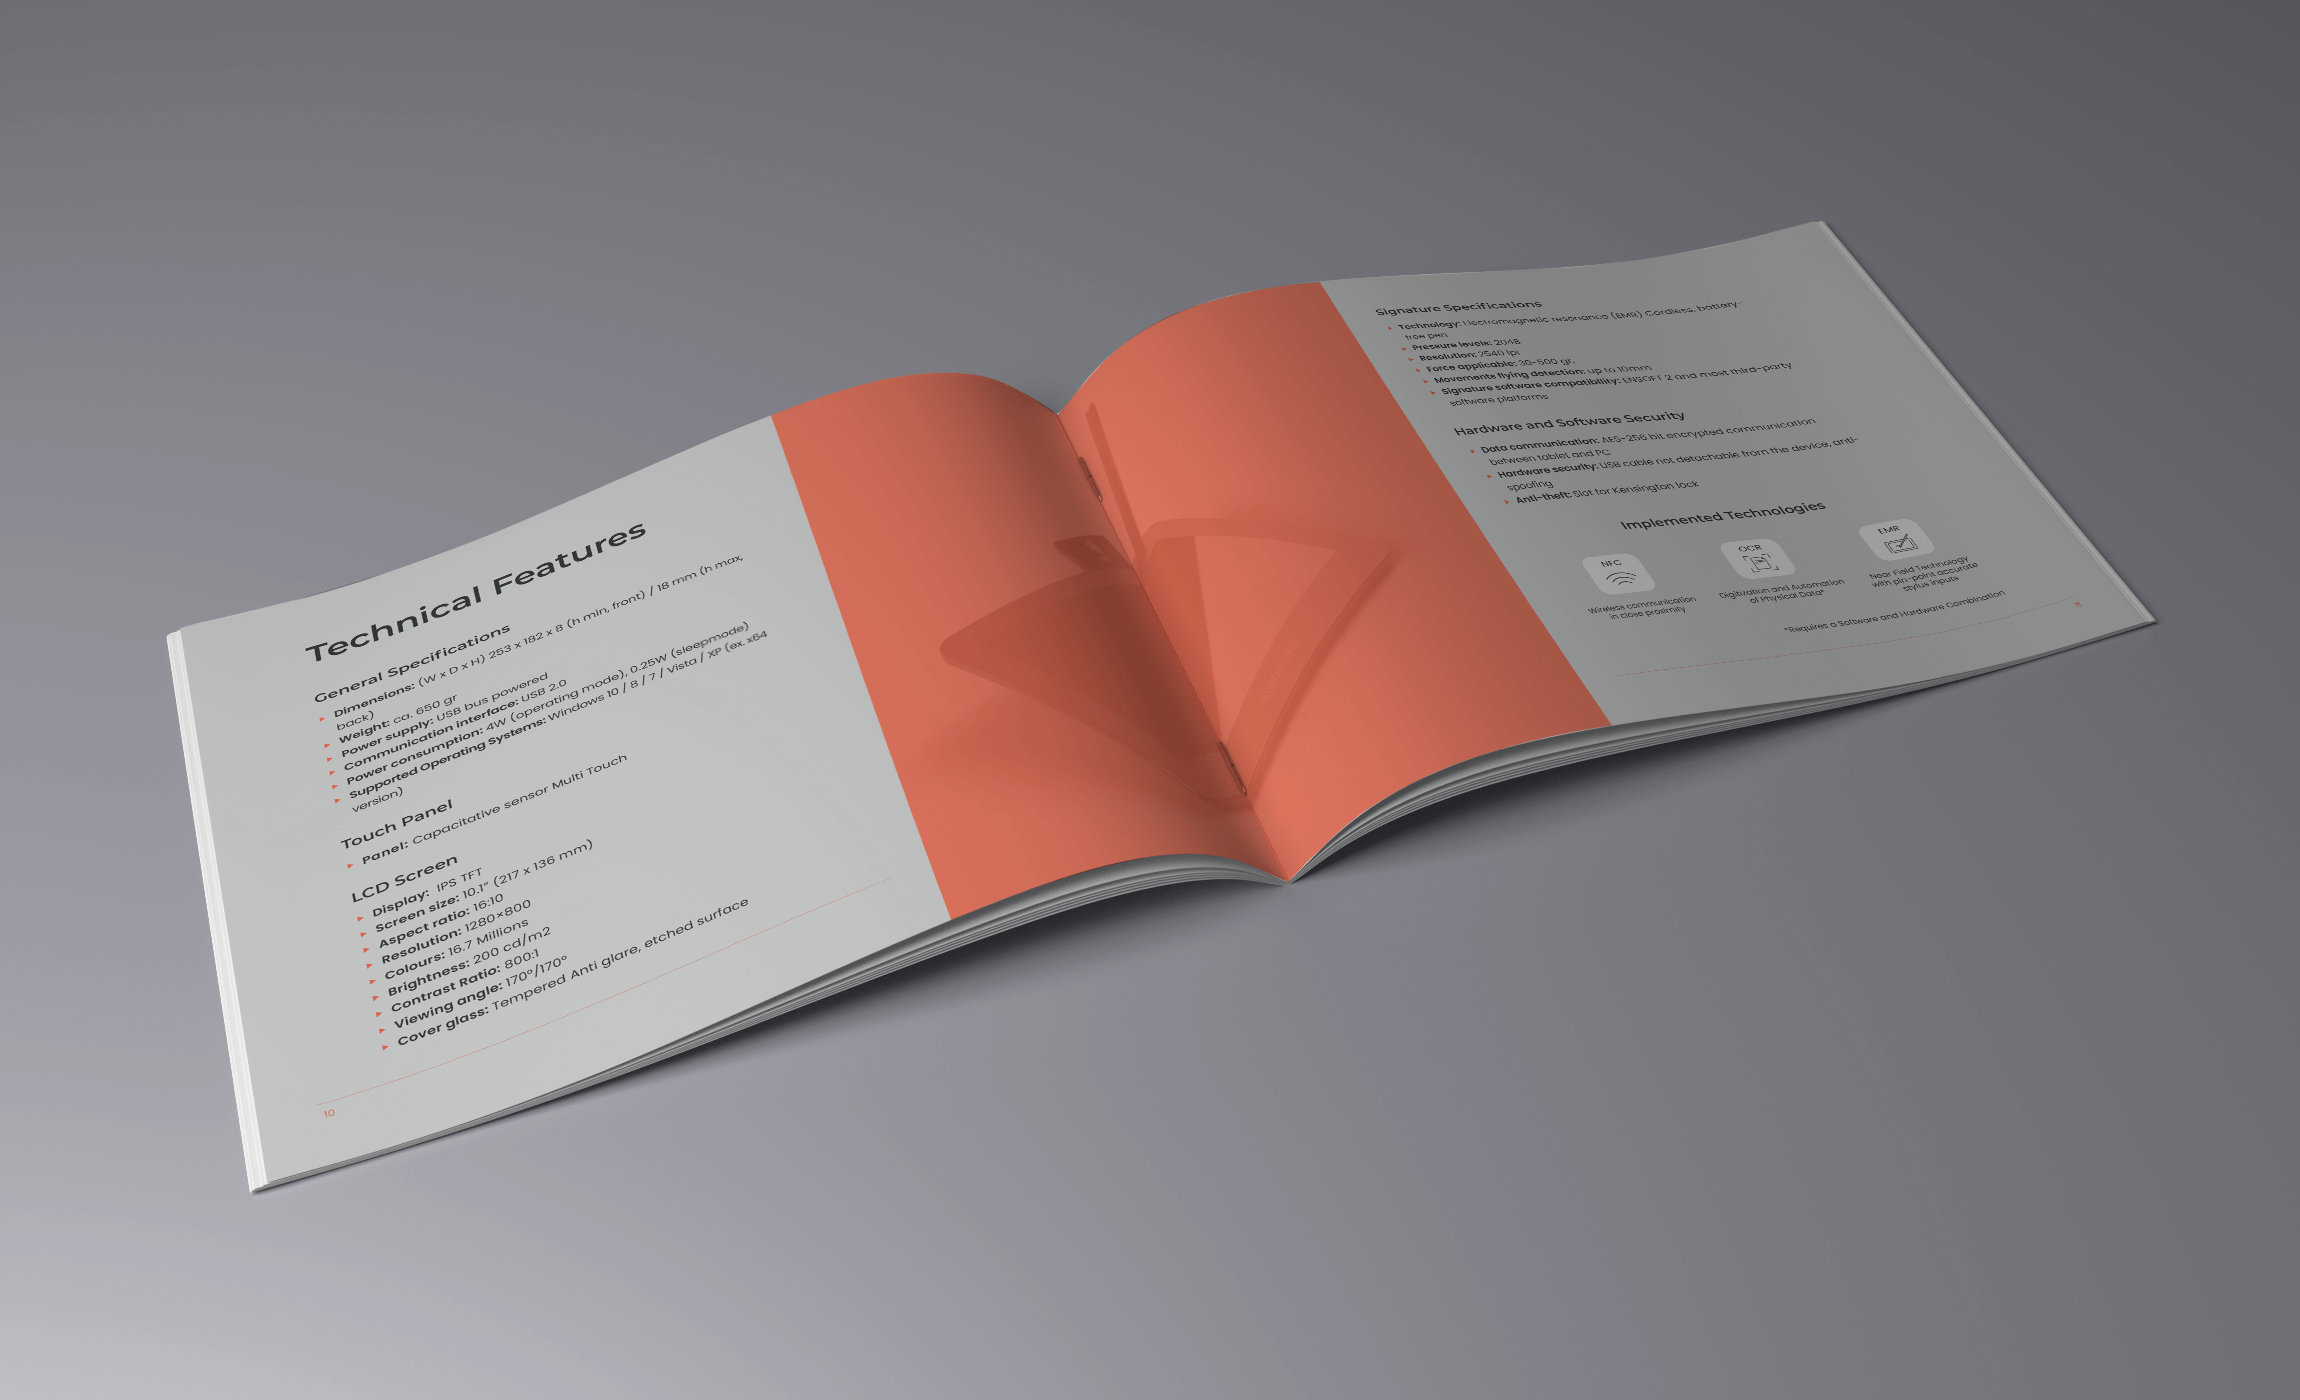 Technical Features
General Specifications
Dimensions: (W x D x H) 253 x 182 x 8 (h min, front) / 18 mm (h max,
back)
Weight: ca. 650 gr
Power supply: USB bus powered
Communication interface: USB 2.0
Power consumption: 4W (operating mode), 0.25W (sleepmode)
Supported Operating Systems: Windows 10 / 8 / 7 / Vista / XP (ex. x64
version)
Touch Panel
Panel: Capacitative sensor Multi Touch
LCD Screen
Display: IPS TFT
Screen size: 10.1" (217 x 136 mm)
Aspect ratio: 16:10
Resolution: 1280×800
Colours: 16.7 Millions
Brightness: 200 cd/m2
Contrast Ratio: 800:1
Viewing angle: 170°/170°
Cover glass: Tempered Anti glare, etched surface
10
Signature Specifications
Technology: Electromagnetic resonance (EMR) Cordless, battery-
free pen
Pressure levels: 2048
Resolution: 2540 lpi
Force applicable: 30-500 gr.
Movements flying detection: up to 10mm
Signature software compatibility: ENSOFT 2 and most third-party
software platforms
Hardware and Software Security
Data communication: AES-256 bit encrypted communication
between tablet and PC
Hardware security: USB cable not detachable from the device, anti-
spoofing
Anti-theft: Slot for Kensington lock
Implemented Technologies
NFC
Wireless communication
in close proximity
OCR
Digitization and Automation
of Physical Data*
EMR
Near Field Technology
with pin-point accurate
stylus inputs
*Requires a Software and Hardware Combination
11